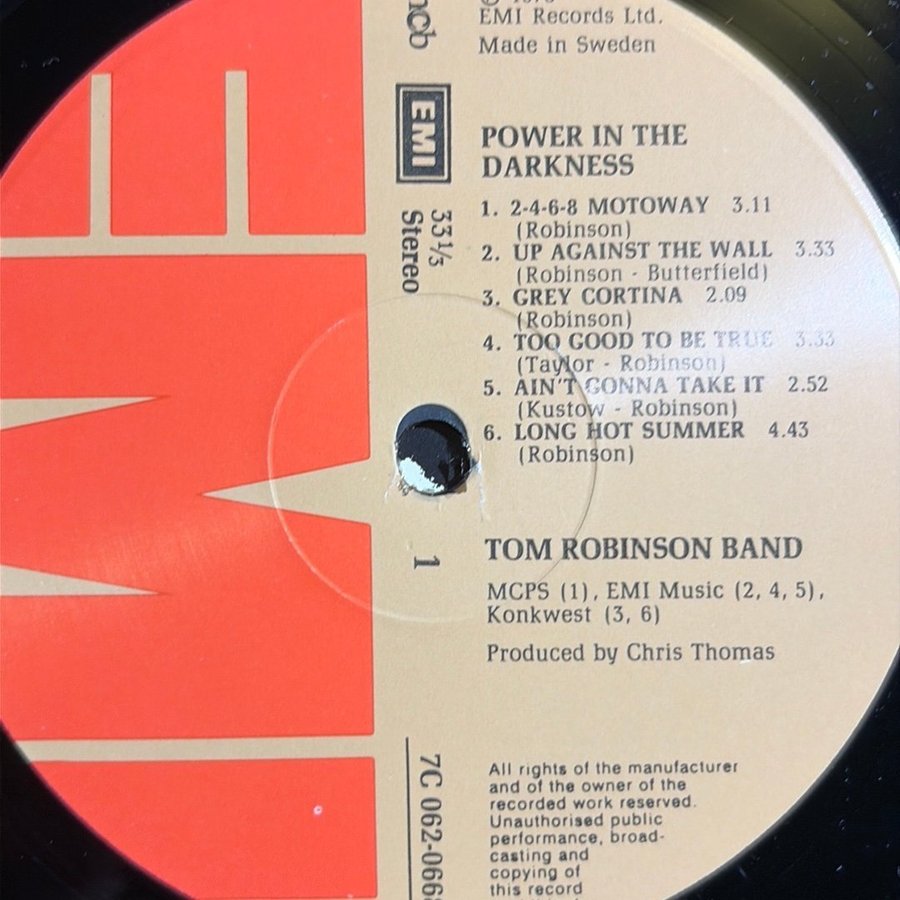 EMI Records Ltd.
Made in Sweden
ncb
EMI
33⅓
Stereo
POWER IN THE
DARKNESS
1. 2-4-6-8 MOTOWAY 3.11
(Robinson)
2. UP AGAINST THE WALL 3.33
(Robinson - Butterfield)
3. GREY CORTINA 2.09
(Robinson)
4. TOO GOOD TO BE TRUE 3.33
(Taylor - Robinson)
5. AIN'T GONNA TAKE IT 2.52
(Kustow - Robinson)
6. LONG HOT SUMMER 4.43
(Robinson)
1
TOM ROBINSON BAND
MCPS (1), EMI Music (2, 4, 5),
Konkwest (3, 6)
Produced by Chris Thomas
7C 062-066
All rights of the manufacturer
and of the owner of the
recorded work reserved.
Unauthorised public
performance, broad-
casting and
copying of
this record